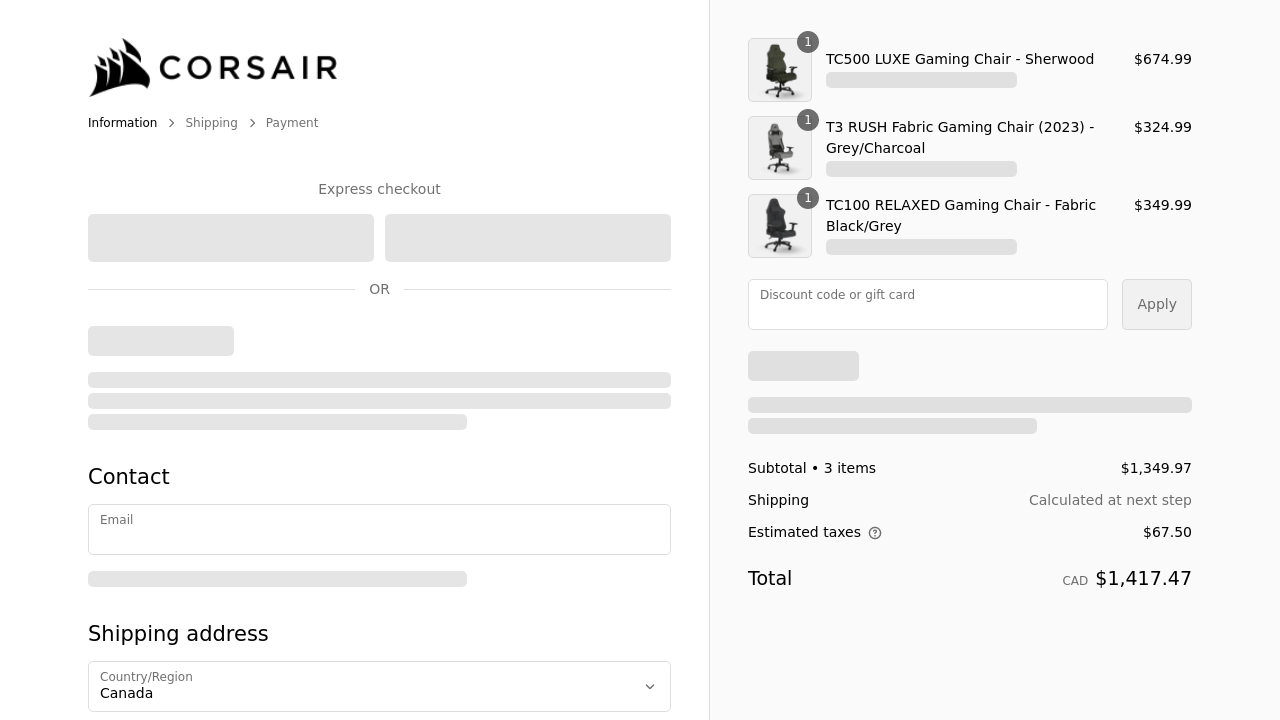 CORSAIR
Information
Shipping
Payment
Express checkout
OR
Contact
Email
Shipping address
Country/Region
Canada
1
TC500 LUXE Gaming Chair - Sherwood
$674.99
1
T3 RUSH Fabric Gaming Chair (2023) -
Grey/Charcoal
$324.99
1
TC100 RELAXED Gaming Chair - Fabric
Black/Grey
$349.99
Discount code or gift card
Apply
Subtotal • 3 items
$1,349.97
Shipping
Calculated at next step
Estimated taxes
$67.50
Total
CAD $1,417.47